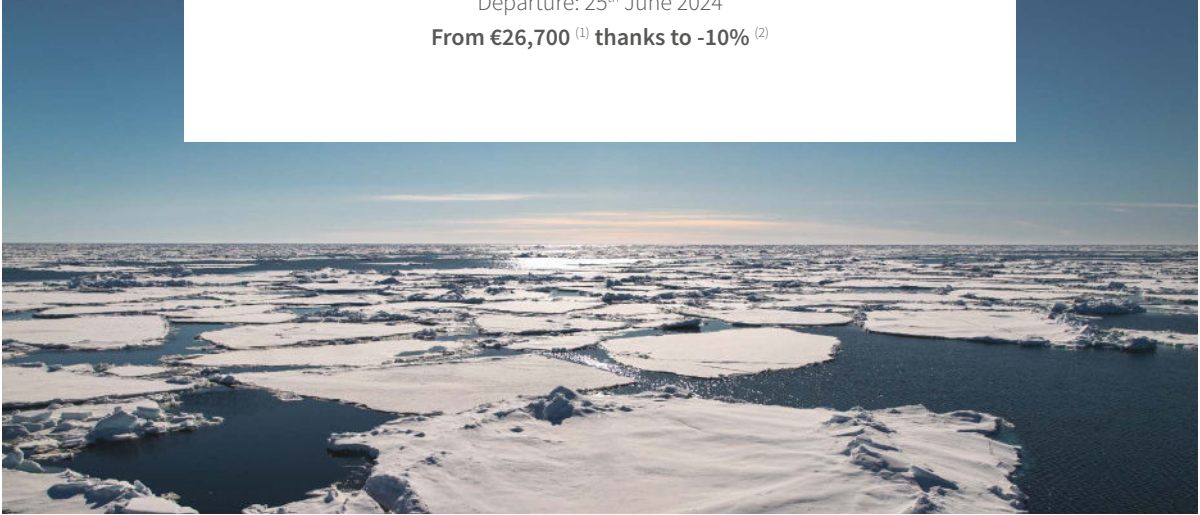 Departure: 25th June 2024
From €26,700 (1) thanks to -10% (2)